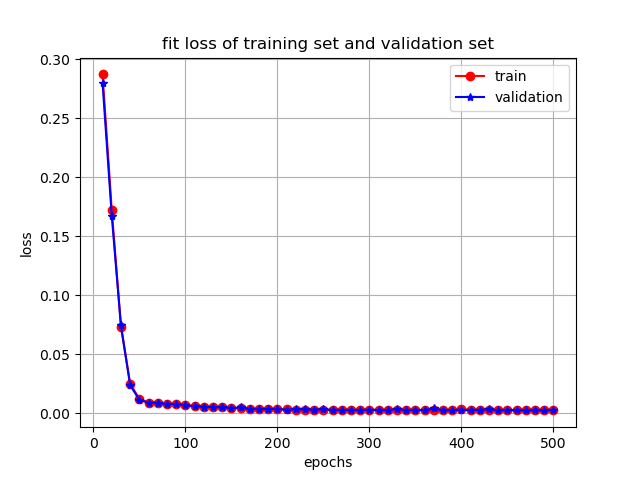 fit loss of training set and validation set
train
validation
0.30
0.25
0.20
0.15
0.10
0.05
0.00
loss
0 100 200 300 400 500
epochs